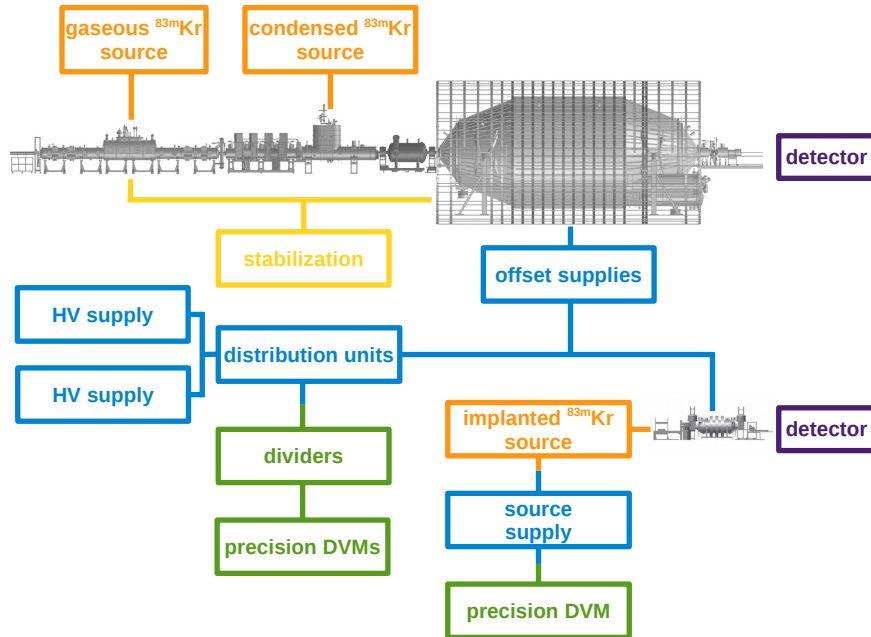 gaseous ⁸³ᵐKr
source
condensed ⁸³ᵐKr
source
detector
stabilization
offset supplies
HV supply
distribution units
HV supply
implanted ⁸³ᵐKr
source
detector
dividers
source
supply
precision DVMs
precision DVM